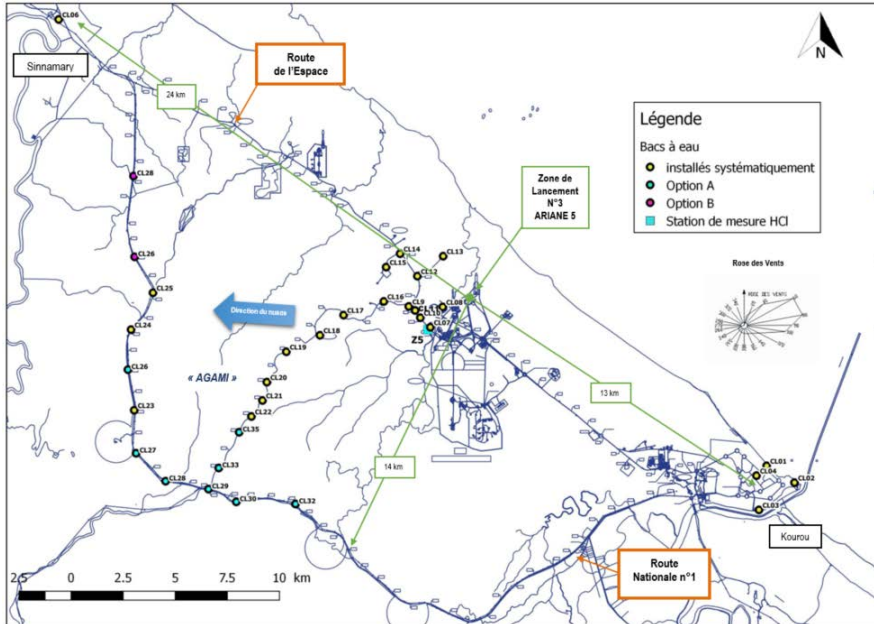 CL06
Sinnamary
Route
de l'Espace
N
24 km
Légende
Bacs à eau
installés systématiquement
Option A
Option B
Station de mesure HCl
Zone de
Lancement
N°3
ARIANE 5
CL28
Rose des Vents
ROSE DES VENTS
CL14
CL13
CL15
CL12
CL26
CL25
CL16
CL9
CL08
CL10
CL17
CL07
Direction du nuage
Z5
CL24
CL18
CL19
CL26
« AGAMI »
CL20
CL21
CL23
CL22
CL35
13 km
CL27
CL33
14 km
CL01
CL04
CL02
CL28
CL29
CL30
CL32
CL03
Kourou
Route
Nationale n°1
2.5 0 2.5 5 7.5 10 km